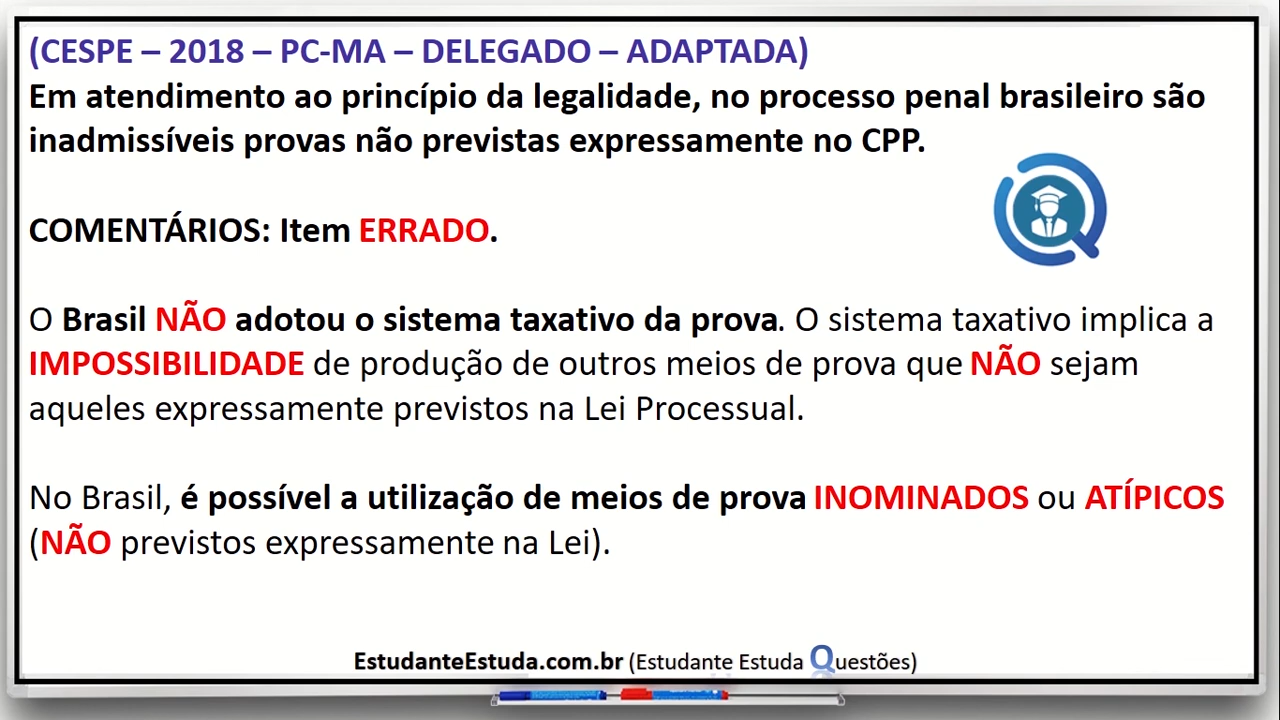 (CESPE – 2018 – PC-MA – DELEGADO – ADAPTADA)
Em atendimento ao princípio da legalidade, no processo penal brasileiro são
inadmissíveis provas não previstas expressamente no CPP.
COMENTÁRIOS: Item ERRADO.
O Brasil NÃO adotou o sistema taxativo da prova. O sistema taxativo implica a
IMPOSSIBILIDADE de produção de outros meios de prova que NÃO sejam
aqueles expressamente previstos na Lei Processual.
No Brasil, é possível a utilização de meios de prova INOMINADOS ou ATÍPICOS
(NÃO previstos expressamente na Lei).
EstudanteEstuda.com.br (Estudante Estuda Questões)